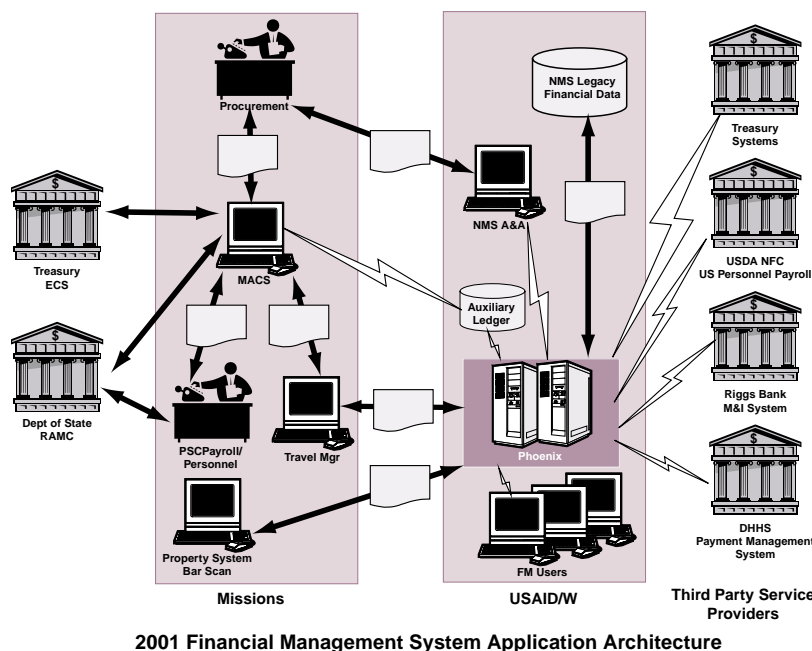 Procurement
NMS Legacy
Financial Data
Treasury
Systems
NMS A&A
Treasury
ECS
MACS
USDA NFC
US Personnel Payroll
Auxiliary
Ledger
Riggs Bank
M&I System
Dept of State
RAMC
PSCPayroll/
Personnel
Travel Mgr
Phoenix
DHHS
Payment Management
System
Property System
Bar Scan
FM Users
Missions
USAID/W
Third Party Service
Providers
2001 Financial Management System Application Architecture
$
$
$
$
$
$